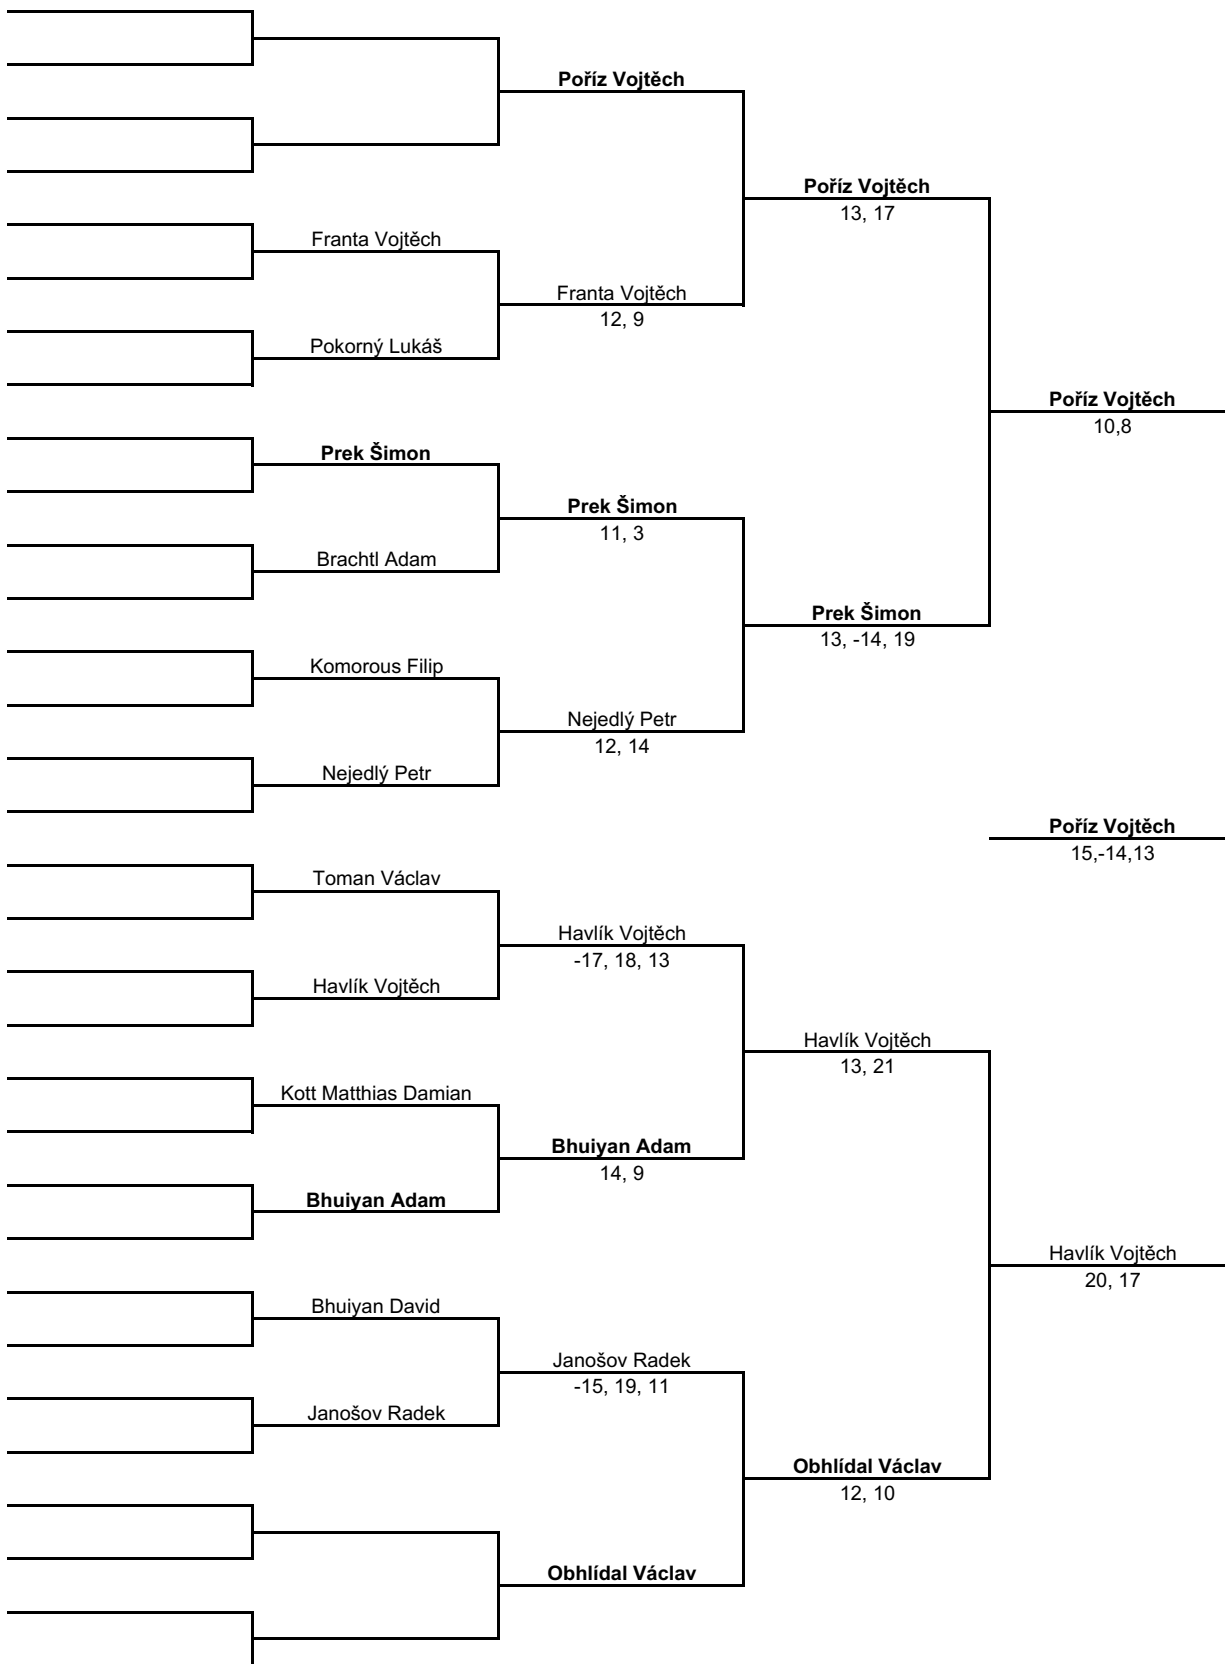 Poříz Vojtěch
Poříz Vojtěch
13, 17
Franta Vojtěch
Franta Vojtěch
12, 9
Pokorný Lukáš
Poříz Vojtěch
10,8
Prek Šimon
Prek Šimon
11, 3
Brachtl Adam
Prek Šimon
13, -14, 19
Komorous Filip
Nejedlý Petr
12, 14
Nejedlý Petr
Poříz Vojtěch
15,-14,13
Toman Václav
Havlík Vojtěch
-17, 18, 13
Havlík Vojtěch
Havlík Vojtěch
13, 21
Kott Matthias Damian
Bhuiyan Adam
14, 9
Bhuiyan Adam
Havlík Vojtěch
20, 17
Bhuiyan David
Janošov Radek
-15, 19, 11
Janošov Radek
Obhlídal Václav
12, 10
Obhlídal Václav